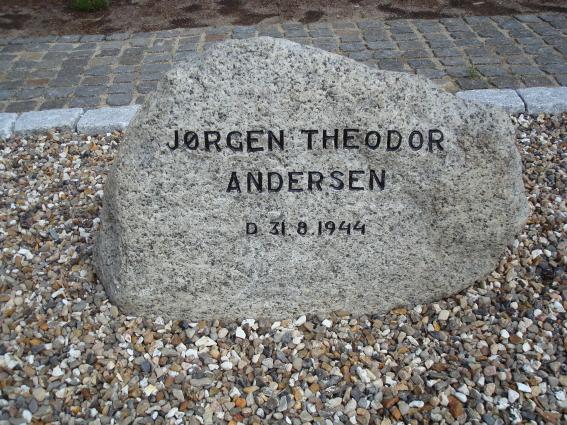 JØRGEN THEODOR
ANDERSEN
D 31.8.1944